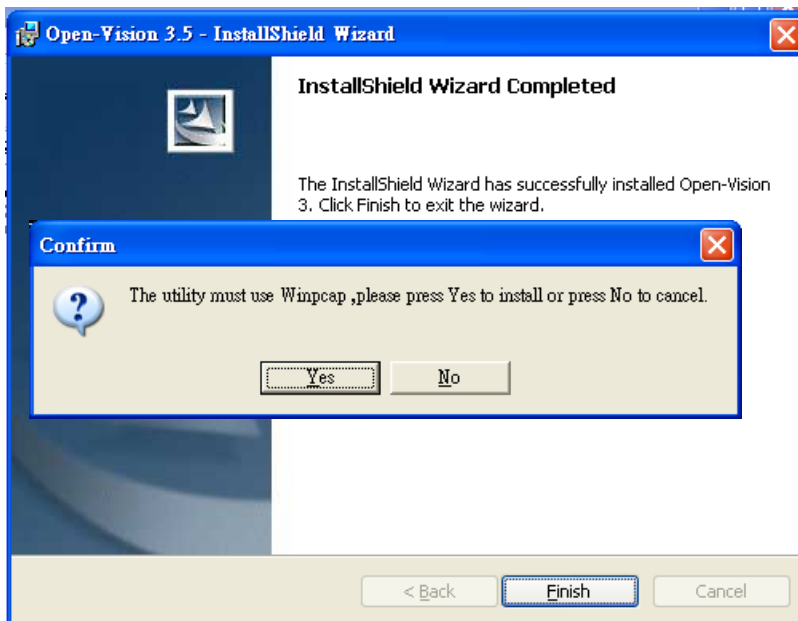 Open-Vision 3.5 - InstallShield Wizard
InstallShield Wizard Completed
The InstallShield Wizard has successfully installed Open-Vision
3. Click Finish to exit the wizard.
Confirm
The utility must use Winpcap ,please press Yes to install or press No to cancel.
Yes No
< Back Finish Cancel